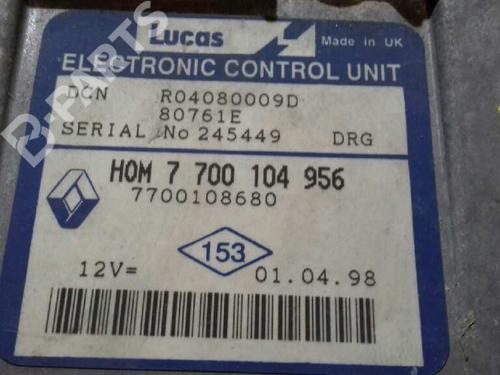 Lucas Made in UK
ELECTRONIC CONTROL UNIT
DCN R04080009D
80761E
SERIAL No 245449 DRG
HOM 7 700 104 956
7700108680
153
12V= 01.04.98
B-PARTS